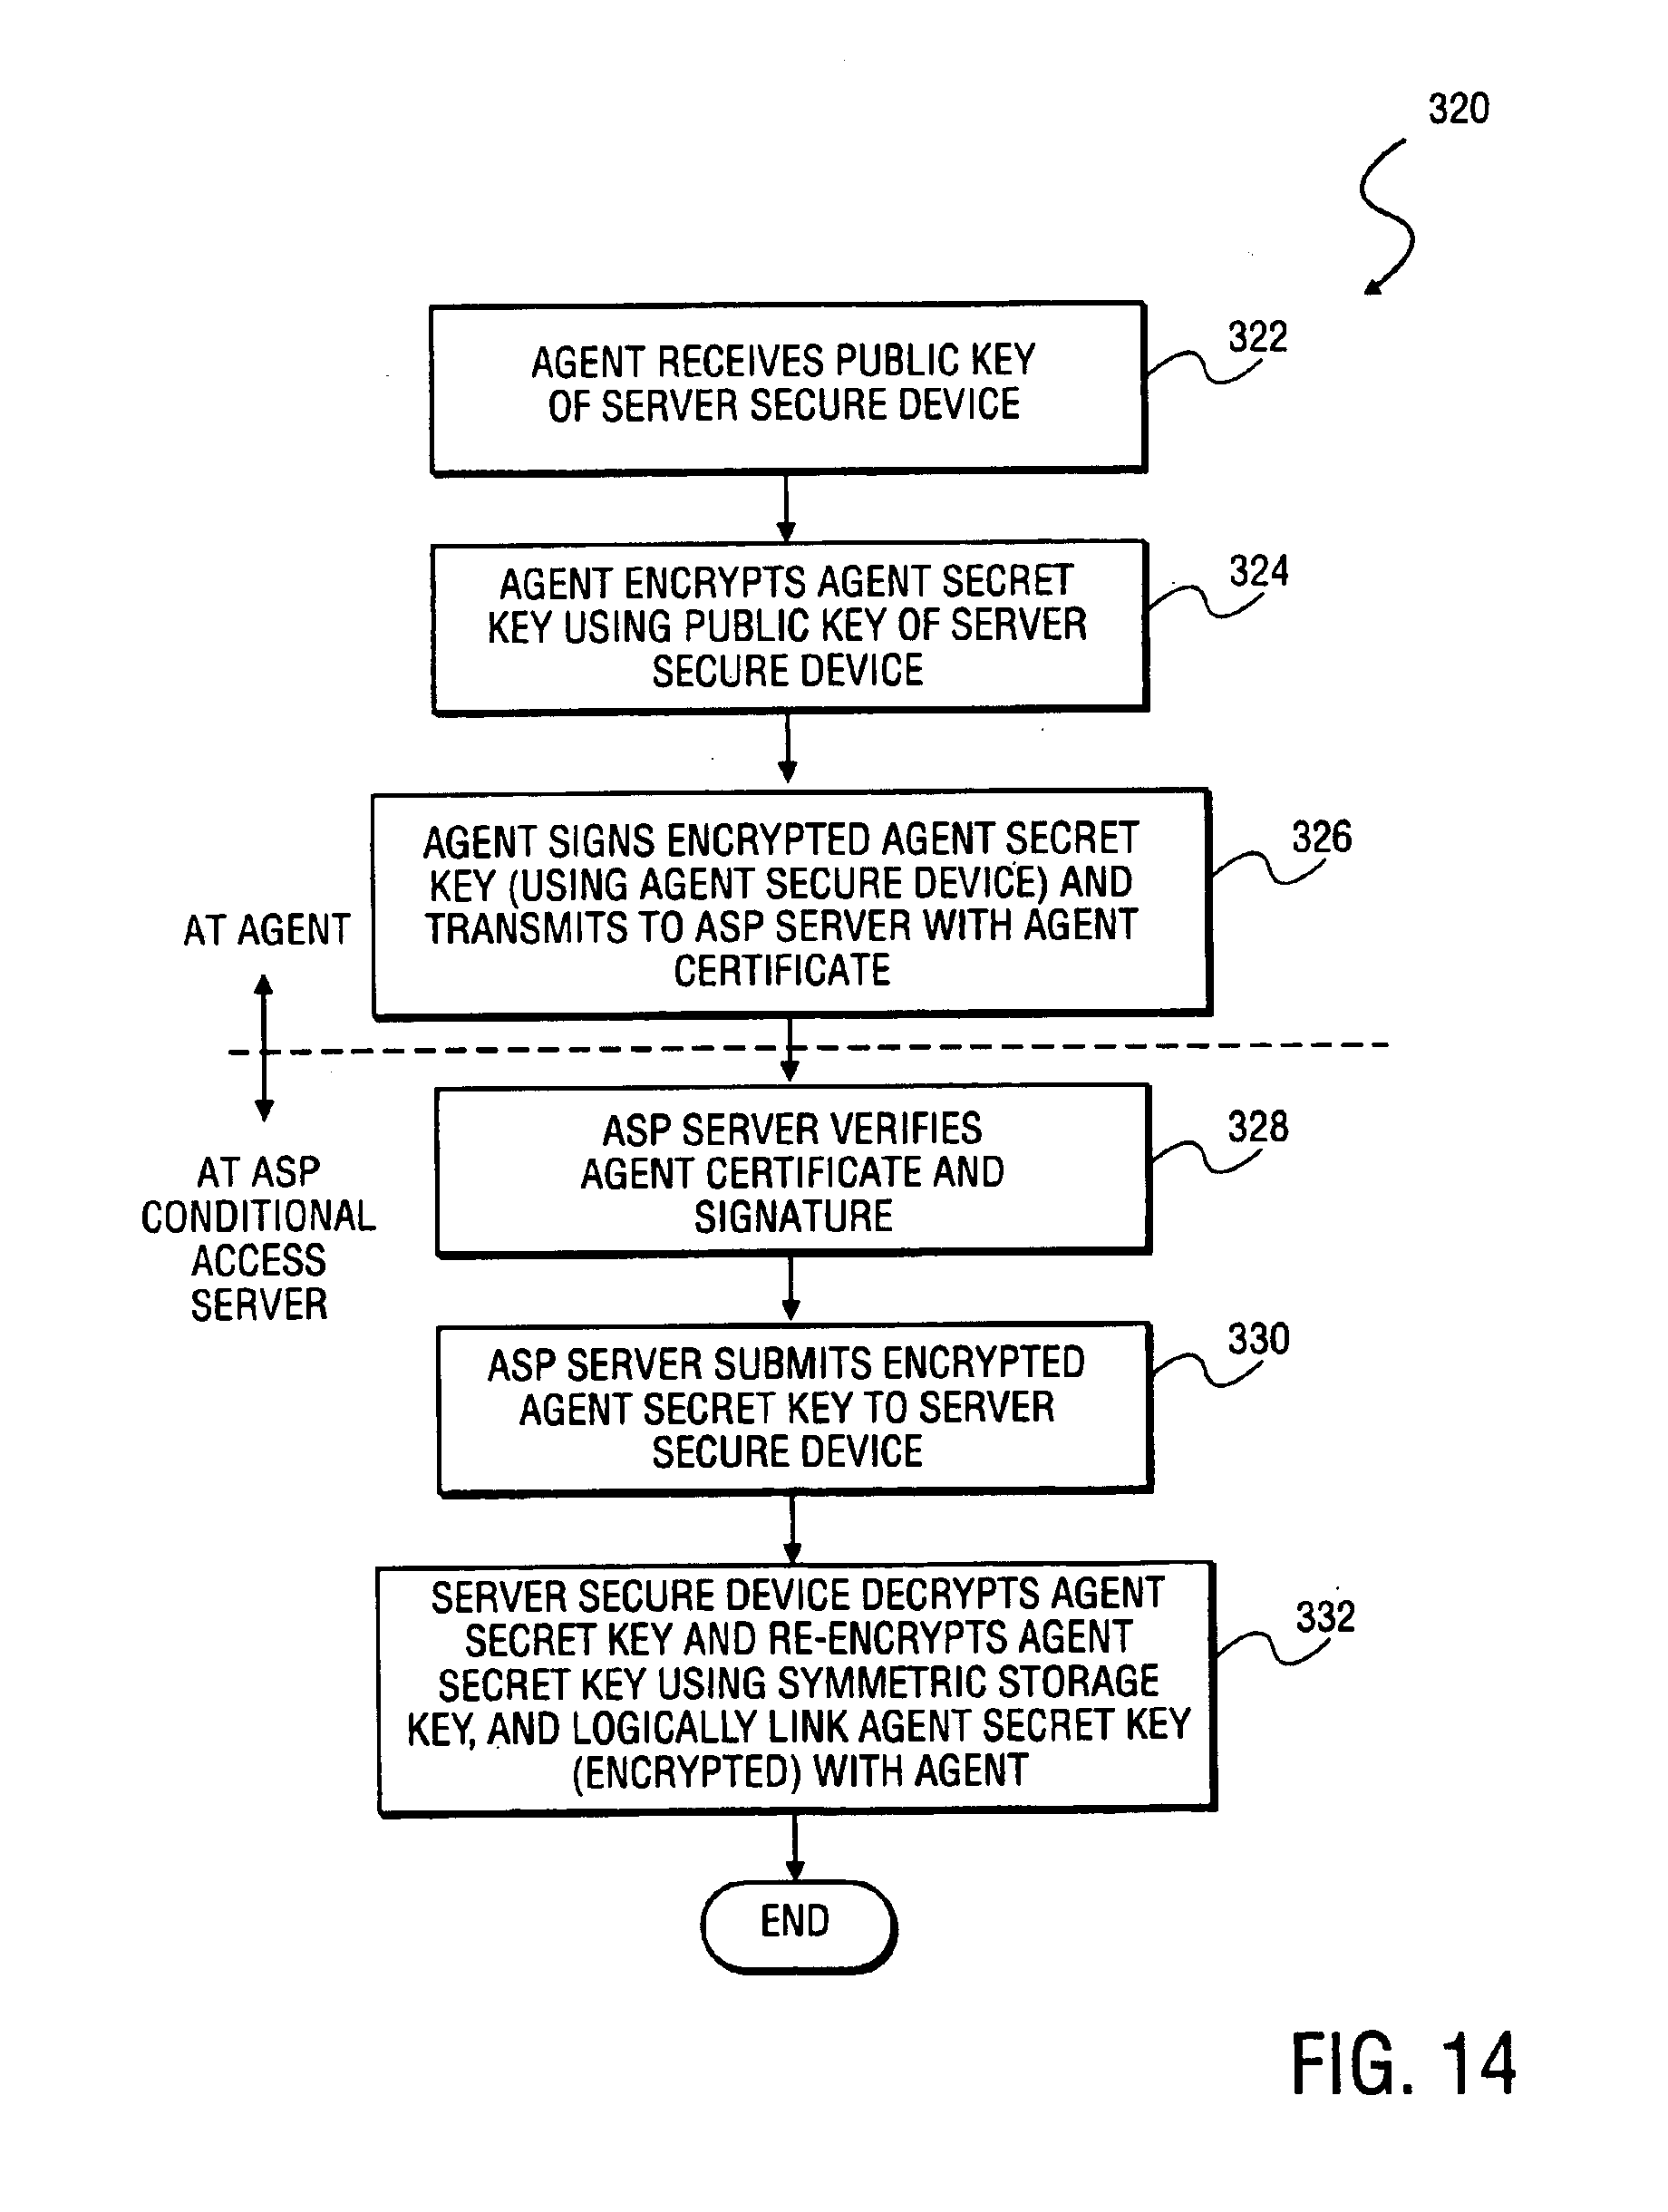 320
AGENT RECEIVES PUBLIC KEY
OF SERVER SECURE DEVICE
322
AGENT ENCRYPTS AGENT SECRET
KEY USING PUBLIC KEY OF SERVER
SECURE DEVICE
324
AGENT SIGNS ENCRYPTED AGENT SECRET
KEY (USING AGENT SECURE DEVICE) AND
TRANSMITS TO ASP SERVER WITH AGENT
CERTIFICATE
326
AT AGENT
AT ASP
CONDITIONAL
ACCESS
SERVER
ASP SERVER VERIFIES
AGENT CERTIFICATE AND
SIGNATURE
328
ASP SERVER SUBMITS ENCRYPTED
AGENT SECRET KEY TO SERVER
SECURE DEVICE
330
SERVER SECURE DEVICE DECRYPTS AGENT
SECRET KEY AND RE-ENCRYPTS AGENT
SECRET KEY USING SYMMETRIC STORAGE
KEY, AND LOGICALLY LINK AGENT SECRET KEY
(ENCRYPTED) WITH AGENT
332
END
FIG. 14